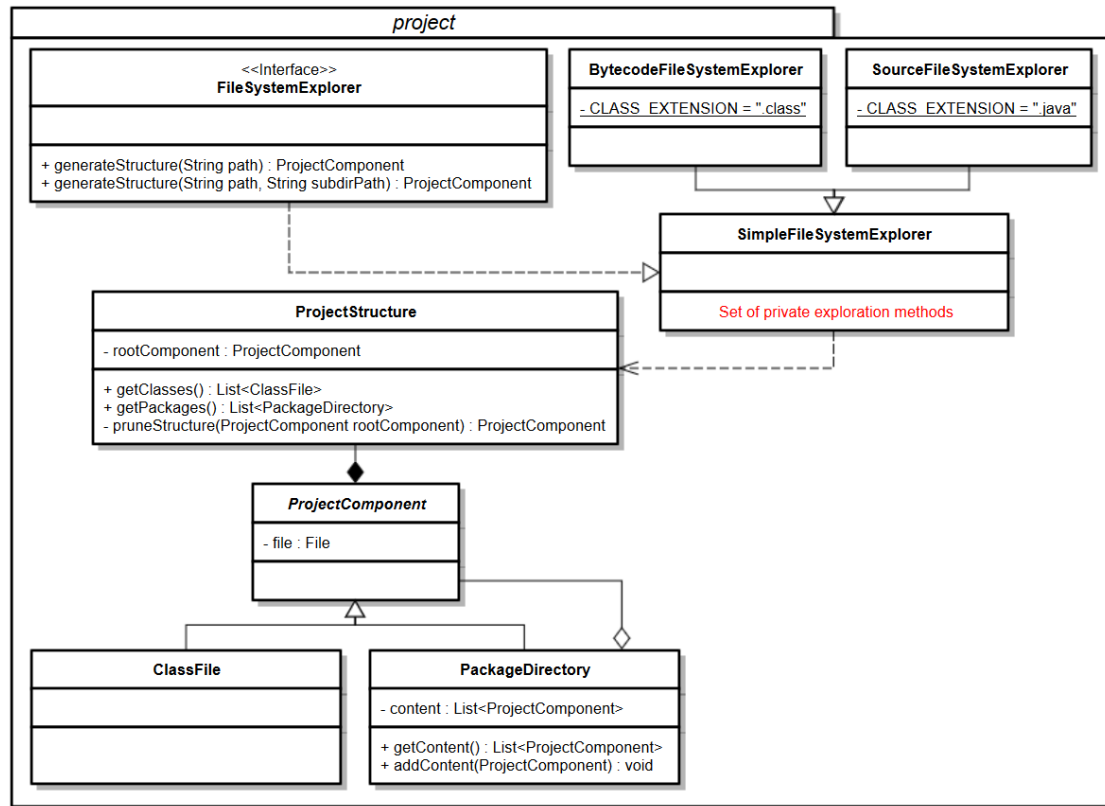 project
<<Interface>>
FileSystemExplorer
+ generateStructure(String path) : ProjectComponent
+ generateStructure(String path, String subdirPath) : ProjectComponent
BytecodeFileSystemExplorer
- CLASS_EXTENSION = ".class"
SourceFileSystemExplorer
- CLASS_EXTENSION = ".java"
SimpleFileSystemExplorer
Set of private exploration methods
ProjectStructure
- rootComponent : ProjectComponent
+ getClasses() : List<ClassFile>
+ getPackages() : List<PackageDirectory>
- pruneStructure(ProjectComponent rootComponent) : ProjectComponent
ProjectComponent
- file : File
ClassFile
PackageDirectory
- content : List<ProjectComponent>
+ getContent() : List<ProjectComponent>
+ addContent(ProjectComponent) : void